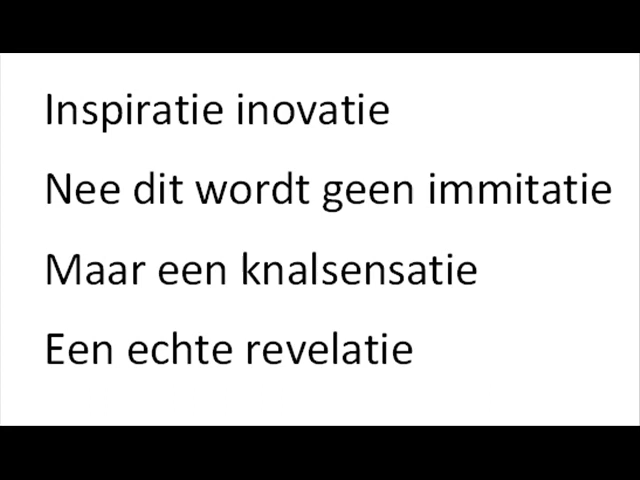 Inspiratie inovatie
Nee dit wordt geen immitatie
Maar een knalsensatie
Een echte revelatie